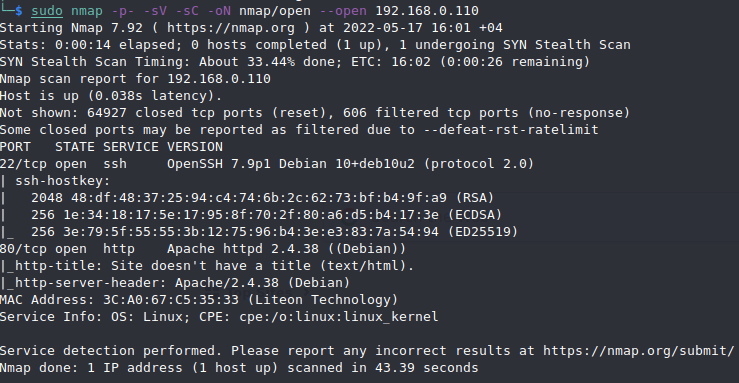 └─$ sudo nmap -p- -sV -sC -oN nmap/open --open 192.168.0.110
Starting Nmap 7.92 ( https://nmap.org ) at 2022-05-17 16:01 +04
Stats: 0:00:14 elapsed; 0 hosts completed (1 up), 1 undergoing SYN Stealth Scan
SYN Stealth Scan Timing: About 33.44% done; ETC: 16:02 (0:00:26 remaining)
Nmap scan report for 192.168.0.110
Host is up (0.038s latency).
Not shown: 64927 closed tcp ports (reset), 606 filtered tcp ports (no-response)
Some closed ports may be reported as filtered due to --defeat-rst-ratelimit
PORT   STATE SERVICE VERSION
22/tcp open  ssh     OpenSSH 7.9p1 Debian 10+deb10u2 (protocol 2.0)
| ssh-hostkey:
|   2048 48:df:48:37:25:94:c4:74:6b:2c:62:73:bf:b4:9f:a9 (RSA)
|   256 1e:34:18:17:5e:17:95:8f:70:2f:80:a6:d5:b4:17:3e (ECDSA)
|_  256 3e:79:5f:55:55:3b:12:75:96:b4:3e:e3:83:7a:54:94 (ED25519)
80/tcp open  http    Apache httpd 2.4.38 ((Debian))
|_http-title: Site doesn't have a title (text/html).
|_http-server-header: Apache/2.4.38 (Debian)
MAC Address: 3C:A0:67:C5:35:33 (Liteon Technology)
Service Info: OS: Linux; CPE: cpe:/o:linux:linux_kernel

Service detection performed. Please report any incorrect results at https://nmap.org/submit/
Nmap done: 1 IP address (1 host up) scanned in 43.39 seconds